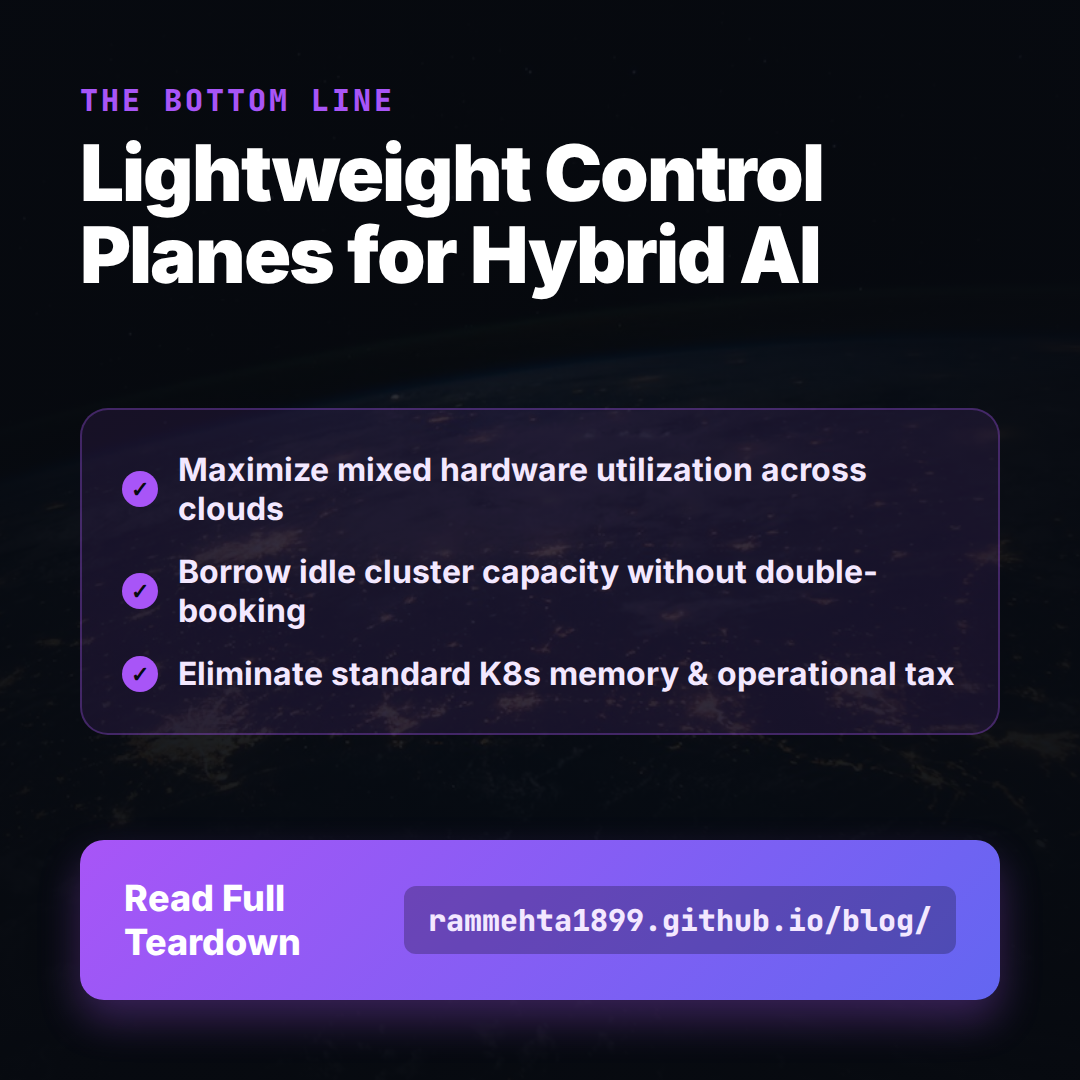 THE BOTTOM LINE
Lightweight Control
Planes for Hybrid AI
✓ Maximize mixed hardware utilization across
clouds
✓ Borrow idle cluster capacity without double-
booking
✓ Eliminate standard K8s memory & operational tax
Read Full
Teardown
rammehta1899.github.io/blog/